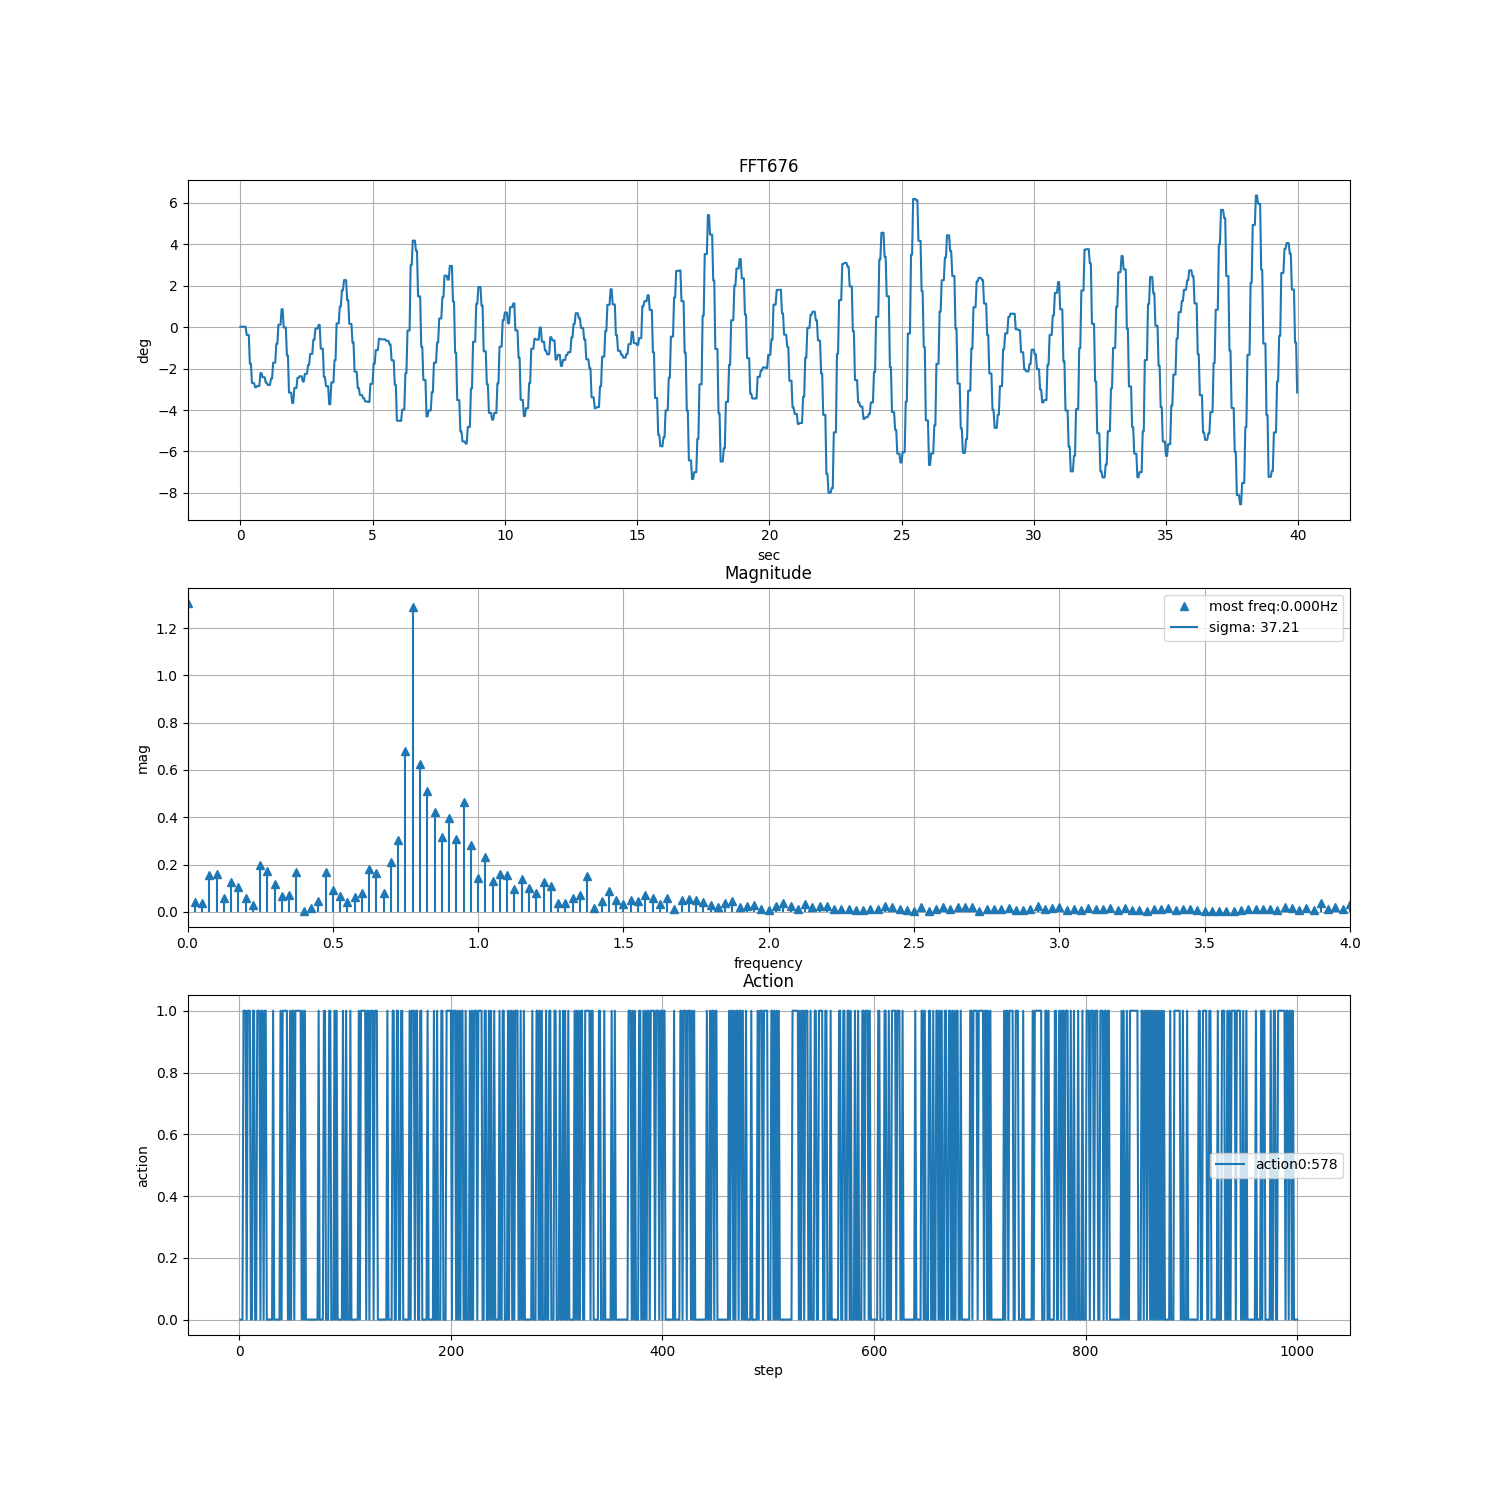 FFT676
6
4
2
0
−2
−4
−6
−8
deg
0 5 10 15 20 25 30 35 40
sec
Magnitude
most freq:0.000Hz
sigma: 37.21
1.2
1.0
0.8
0.6
0.4
0.2
0.0
mag
0.0 0.5 1.0 1.5 2.0 2.5 3.0 3.5 4.0
frequency
Action
1.0
0.8
0.6
0.4
0.2
0.0
action
action0:578
0 200 400 600 800 1000
step